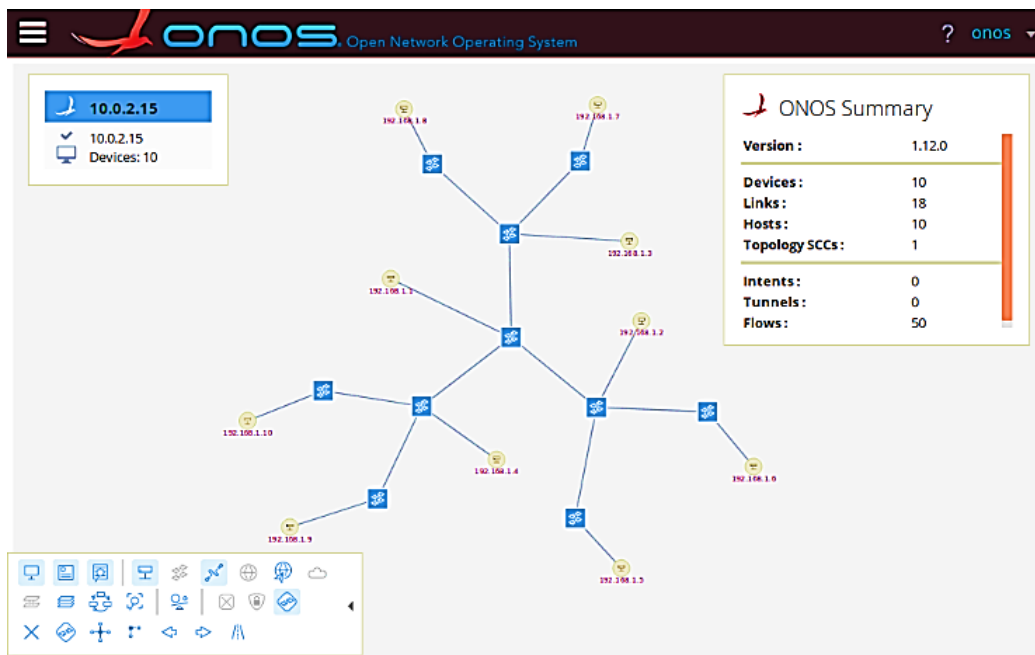 onos. Open Network Operating System
? onos
10.0.2.15
10.0.2.15
Devices: 10
ONOS Summary
Version : 1.12.0
Devices : 10
Links : 18
Hosts : 10
Topology SCCs : 1
Intents : 0
Tunnels : 0
Flows : 50
192.168.1.8
192.168.1.7
192.168.1.3
192.168.1.1
192.168.1.2
192.168.1.10
192.168.1.4
192.168.1.6
192.168.1.9
192.168.1.5